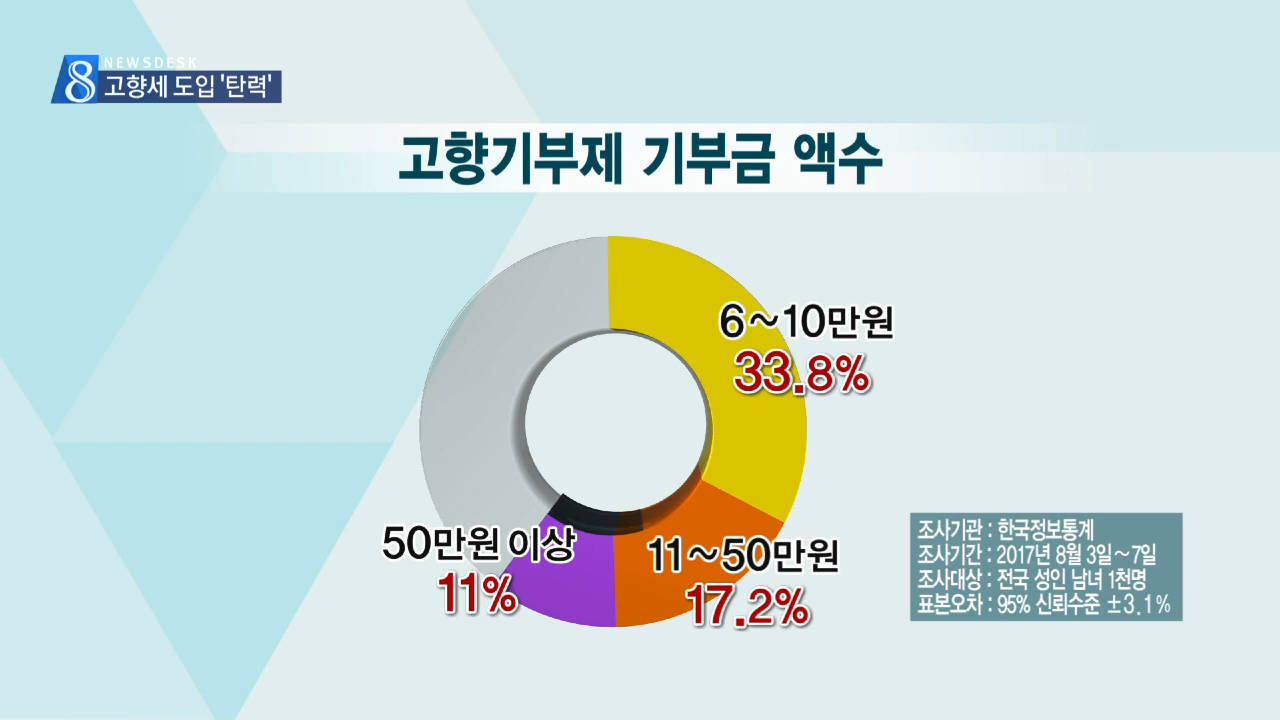 NEWSDESK
8 고향세 도입 '탄력'
고향기부제 기부금 액수
6~10만원
33.8%
50만원 이상
11%
11~50만원
17.2%
조사기관 : 한국정보통계
조사기간 : 2017년 8월 3일~7일
조사대상 : 전국 성인 남녀 1천명
표본오차 : 95% 신뢰수준 ±3.1%